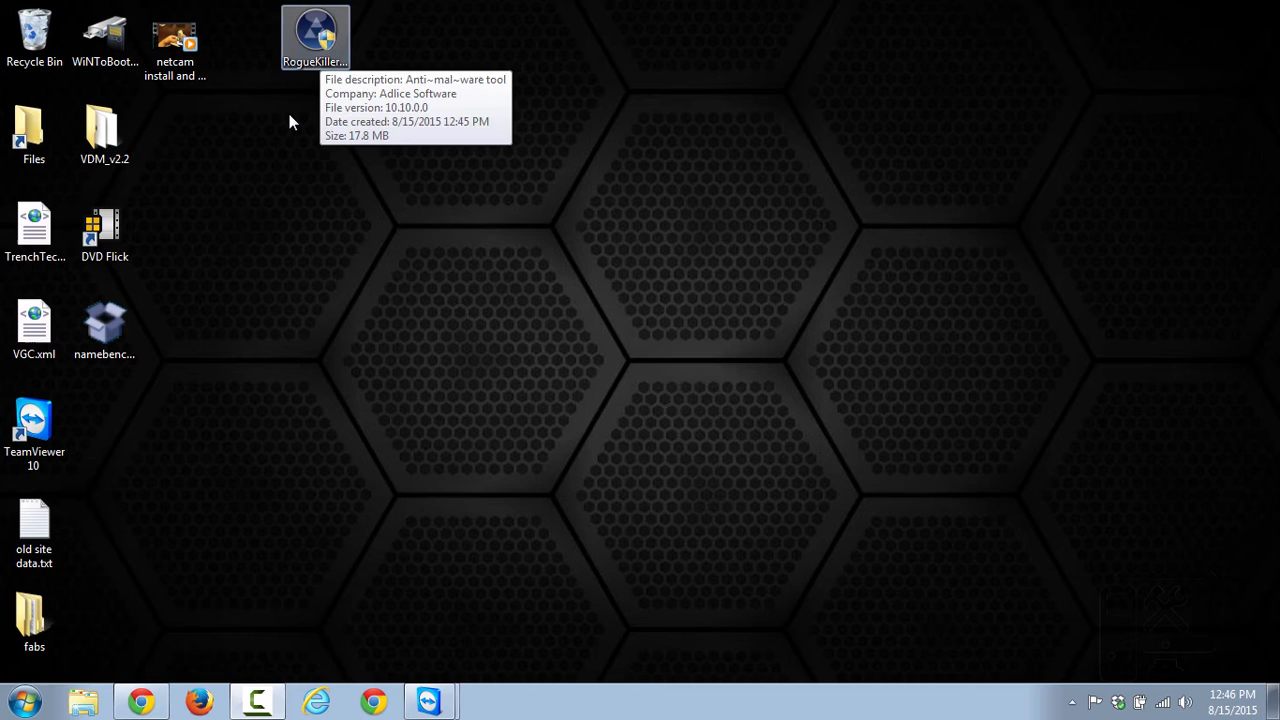 Recycle Bin
WiNToBoot...
netcam
install and ...
RogueKiller...
File description: Anti~mal~ware tool
Company: Adlice Software
File version: 10.10.0.0
Date created: 8/15/2015 12:45 PM
Size: 17.8 MB
Files
VDM_v2.2
TrenchTec...
DVD Flick
VGC.xml
namebenc...
TeamViewer
10
old site
data.txt
fabs
12:46 PM
8/15/2015